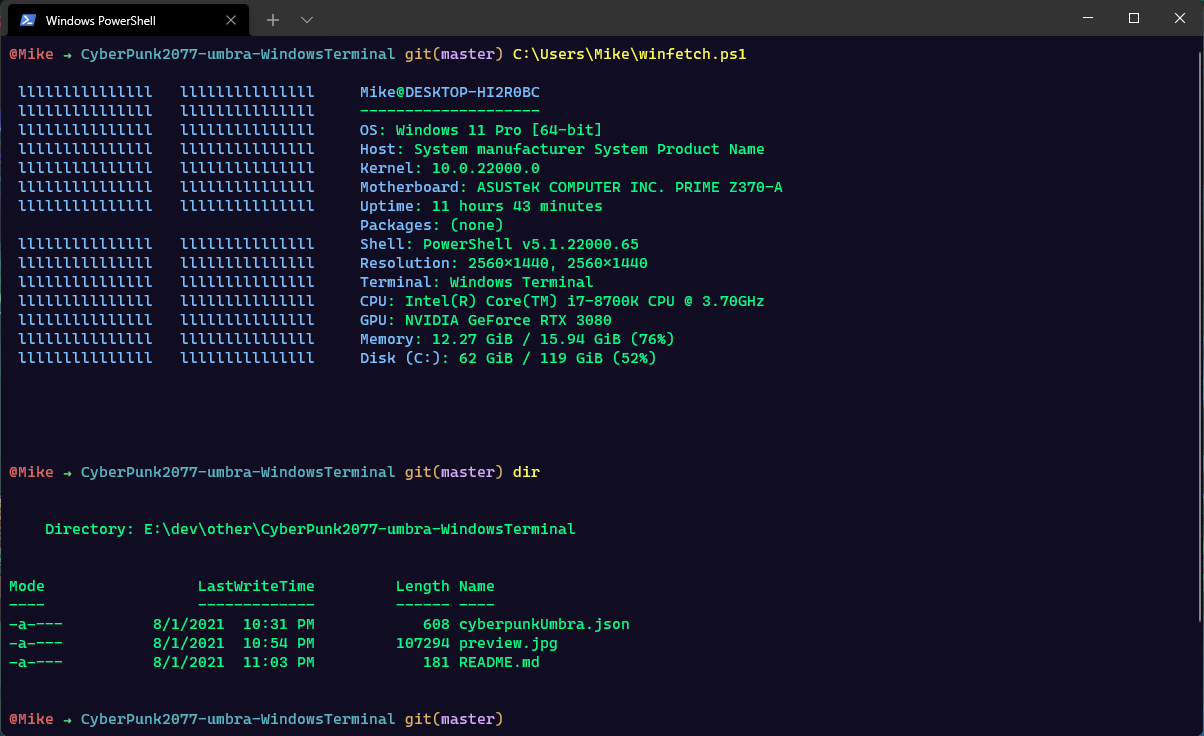 Windows PowerShell
@Mike → CyberPunk2077-umbra-WindowsTerminal git(master) C:\Users\Mike\winfetch.ps1
lllllllllllllll   lllllllllllllll     Mike@DESKTOP-HI2R0BC
lllllllllllllll   lllllllllllllll     --------------------
lllllllllllllll   lllllllllllllll     OS: Windows 11 Pro [64-bit]
lllllllllllllll   lllllllllllllll     Host: System manufacturer System Product Name
lllllllllllllll   lllllllllllllll     Kernel: 10.0.22000.0
lllllllllllllll   lllllllllllllll     Motherboard: ASUSTeK COMPUTER INC. PRIME Z370-A
lllllllllllllll   lllllllllllllll     Uptime: 11 hours 43 minutes
Packages: (none)
lllllllllllllll   lllllllllllllll     Shell: PowerShell v5.1.22000.65
lllllllllllllll   lllllllllllllll     Resolution: 2560×1440, 2560×1440
lllllllllllllll   lllllllllllllll     Terminal: Windows Terminal
lllllllllllllll   lllllllllllllll     CPU: Intel(R) Core(TM) i7-8700K CPU @ 3.70GHz
lllllllllllllll   lllllllllllllll     GPU: NVIDIA GeForce RTX 3080
lllllllllllllll   lllllllllllllll     Memory: 12.27 GiB / 15.94 GiB (76%)
lllllllllllllll   lllllllllllllll     Disk (C:): 62 GiB / 119 GiB (52%)
@Mike → CyberPunk2077-umbra-WindowsTerminal git(master) dir
Directory: E:\dev\other\CyberPunk2077-umbra-WindowsTerminal
Mode                 LastWriteTime         Length Name
----                 -------------         ------ ----
-a----          8/1/2021  10:31 PM            608 cyberpunkUmbra.json
-a----          8/1/2021  10:54 PM         107294 preview.jpg
-a----          8/1/2021  11:03 PM            181 README.md
@Mike → CyberPunk2077-umbra-WindowsTerminal git(master)